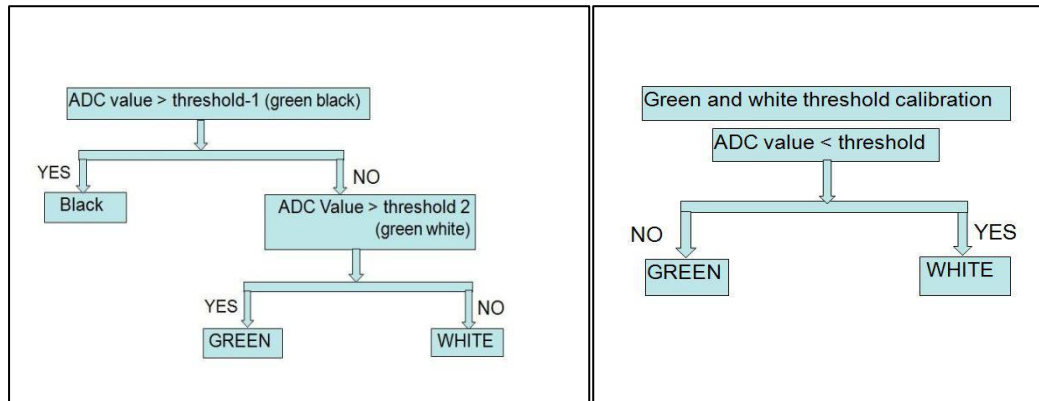 ADC value > threshold-1 (green black)
YES
NO
Black
ADC Value > threshold 2
(green white)
YES
NO
GREEN
WHITE
Green and white threshold calibration
ADC value < threshold
NO
YES
GREEN
WHITE